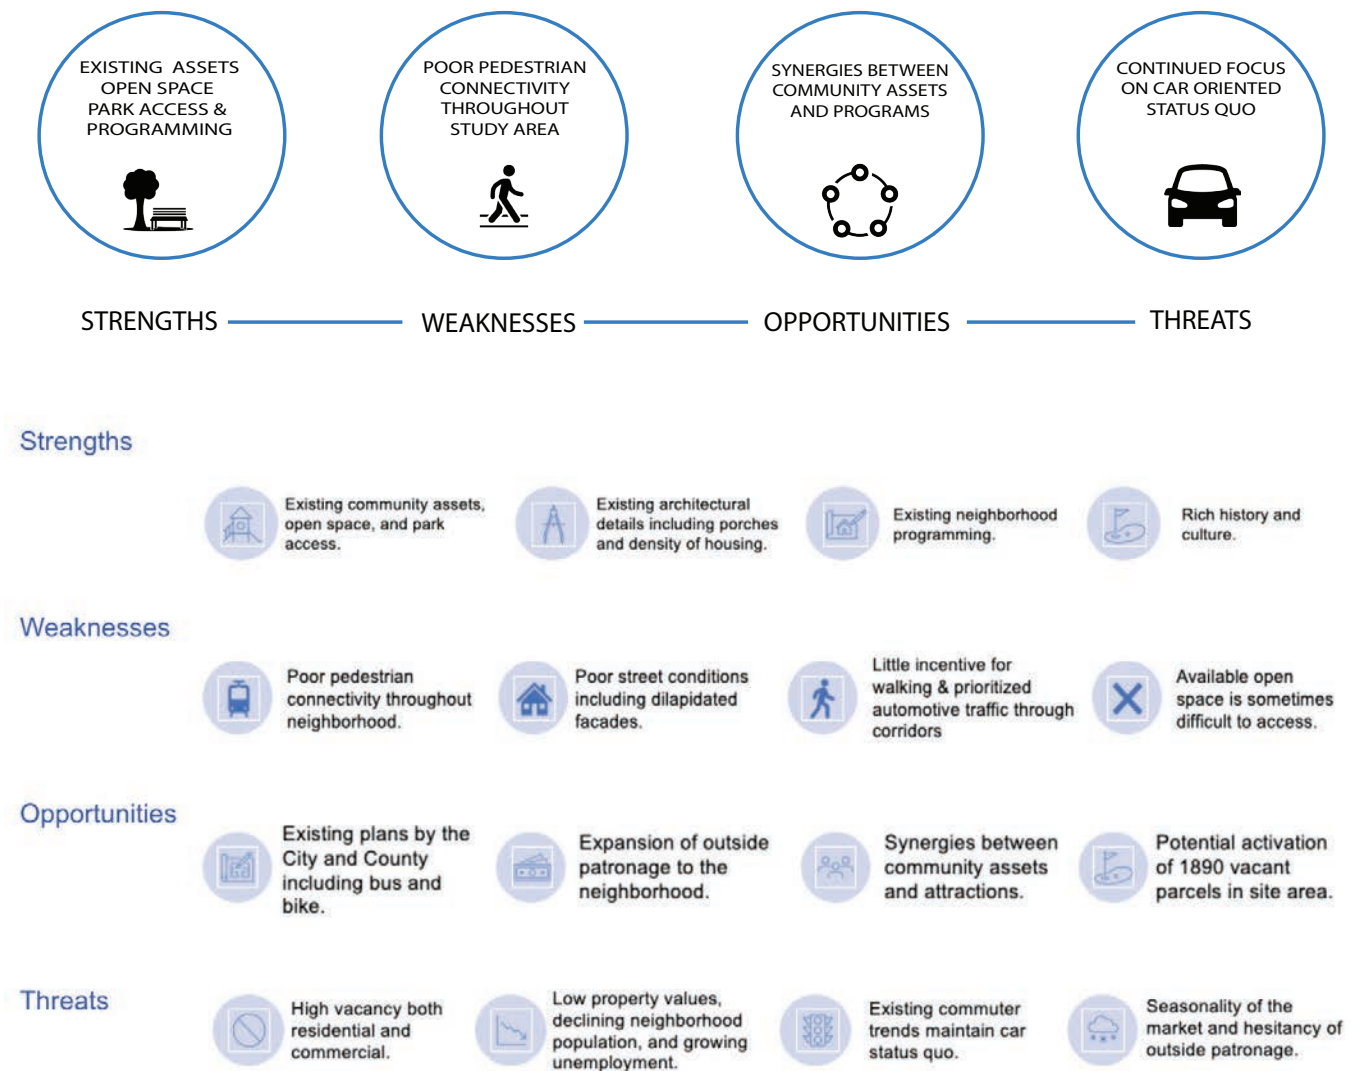 EXISTING ASSETS
OPEN SPACE
PARK ACCESS &
PROGRAMMING
POOR PEDESTRIAN
CONNECTIVITY
THROUGHOUT
STUDY AREA
SYNERGIES BETWEEN
COMMUNITY ASSETS
AND PROGRAMS
CONTINUED FOCUS
ON CAR ORIENTED
STATUS QUO
STRENGTHS
WEAKNESSES
OPPORTUNITIES
THREATS
Strengths
Existing community assets,
open space, and park
access.
Existing architectural
details including porches
and density of housing.
Existing neighborhood
programming.
Rich history and
culture.
Weaknesses
Poor pedestrian
connectivity throughout
neighborhood.
Poor street conditions
including dilapidated
facades.
Little incentive for
walking & prioritized
automotive traffic through
corridors
Available open
space is sometimes
difficult to access.
Opportunities
Existing plans by the
City and County
including bus and
bike.
Expansion of outside
patronage to the
neighborhood.
Synergies between
community assets
and attractions.
Potential activation
of 1890 vacant
parcels in site area.
Threats
High vacancy both
residential and
commercial.
Low property values,
declining neighborhood
population, and growing
unemployment.
Existing commuter
trends maintain car
status quo.
Seasonality of the
market and hesitancy of
outside patronage.